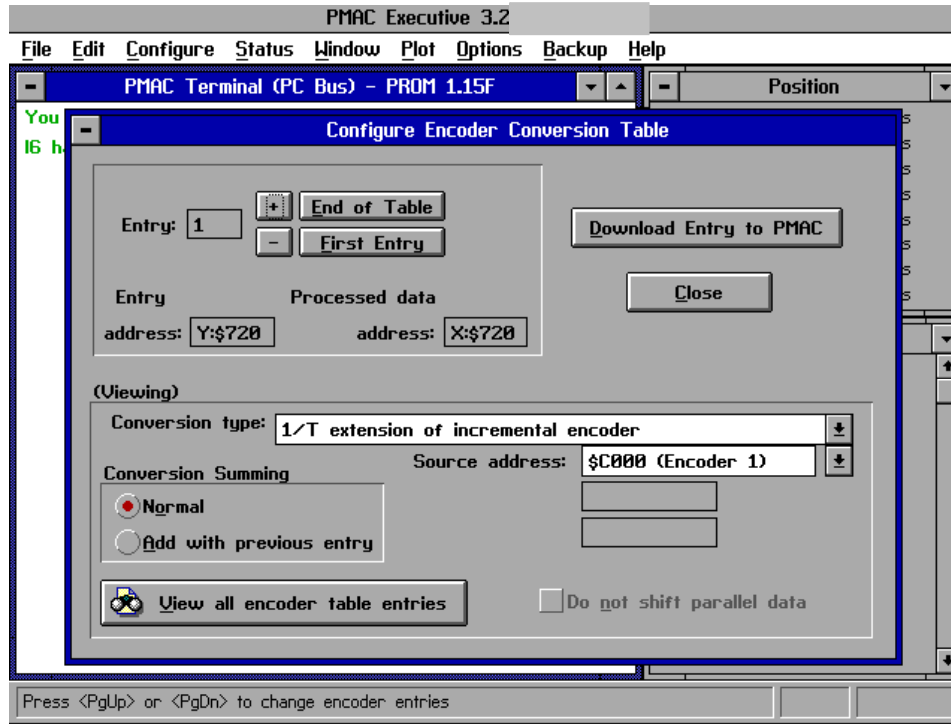 PMAC Executive 3.2
File Edit Configure Status Window Plot Options Backup Help
PMAC Terminal (PC Bus) - PROM 1.15F
Position
You
I6 h
Configure Encoder Conversion Table
Entry: 1
+
End of Table
-
First Entry
Download Entry to PMAC
Close
Entry
address: Y:$720
Processed data
address: X:$720
(Viewing)
Conversion type: 1/T extension of incremental encoder
Source address: $C000 (Encoder 1)
Conversion Summing
Normal
Add with previous entry
View all encoder table entries
Do not shift parallel data
Press <PgUp> or <PgDn> to change encoder entries